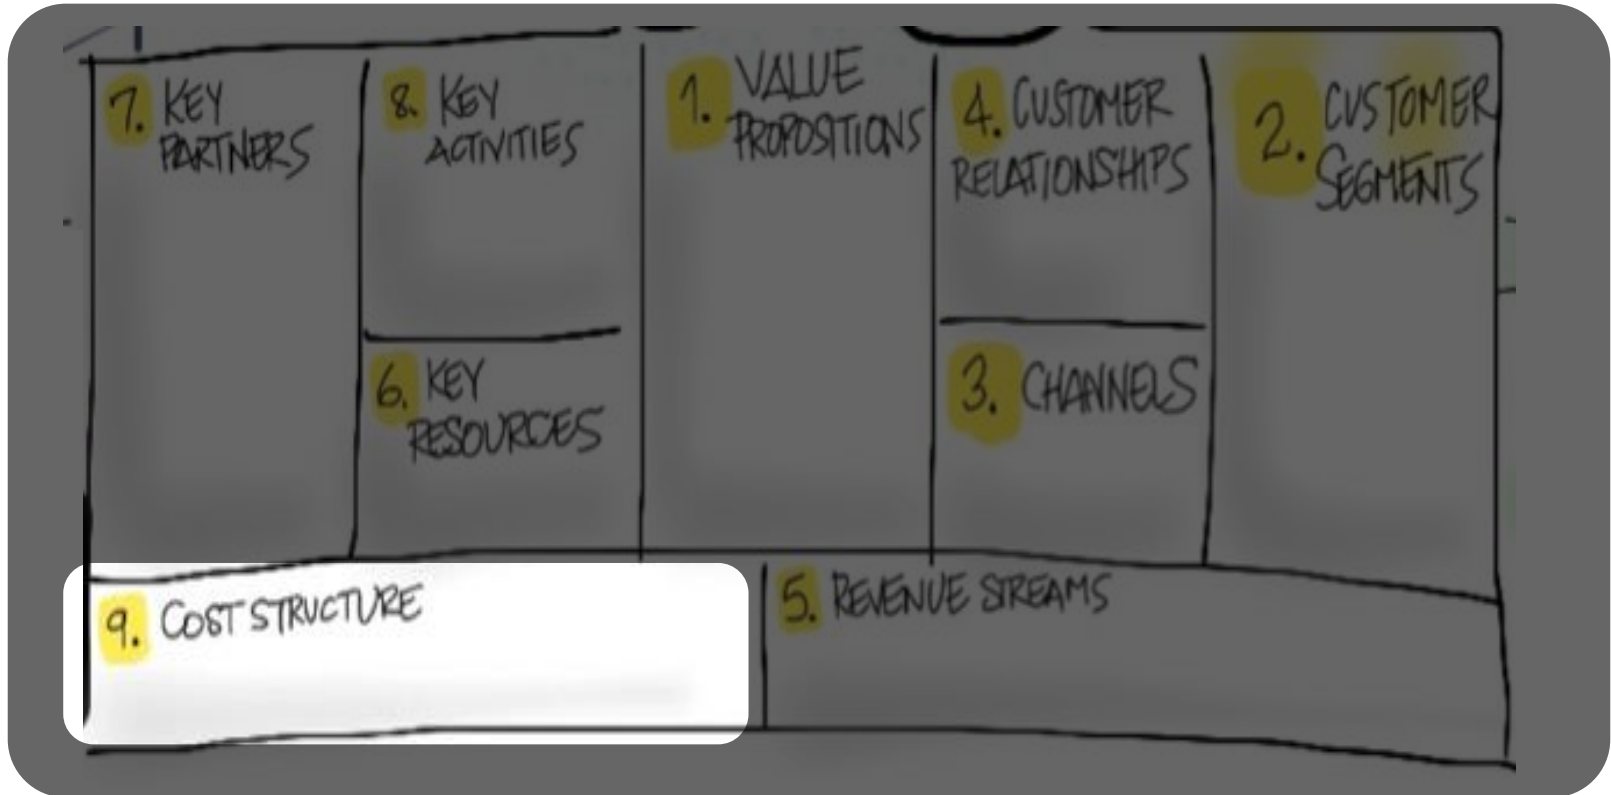 7. KEY
PARTNERS
8. KEY
ACTIVITIES
6. KEY
RESOURCES
1. VALUE
PROPOSITIONS
4. CUSTOMER
RELATIONSHIPS
3. CHANNELS
2. CUSTOMER
SEGMENTS
9. COST STRUCTURE
5. REVENUE STREAMS